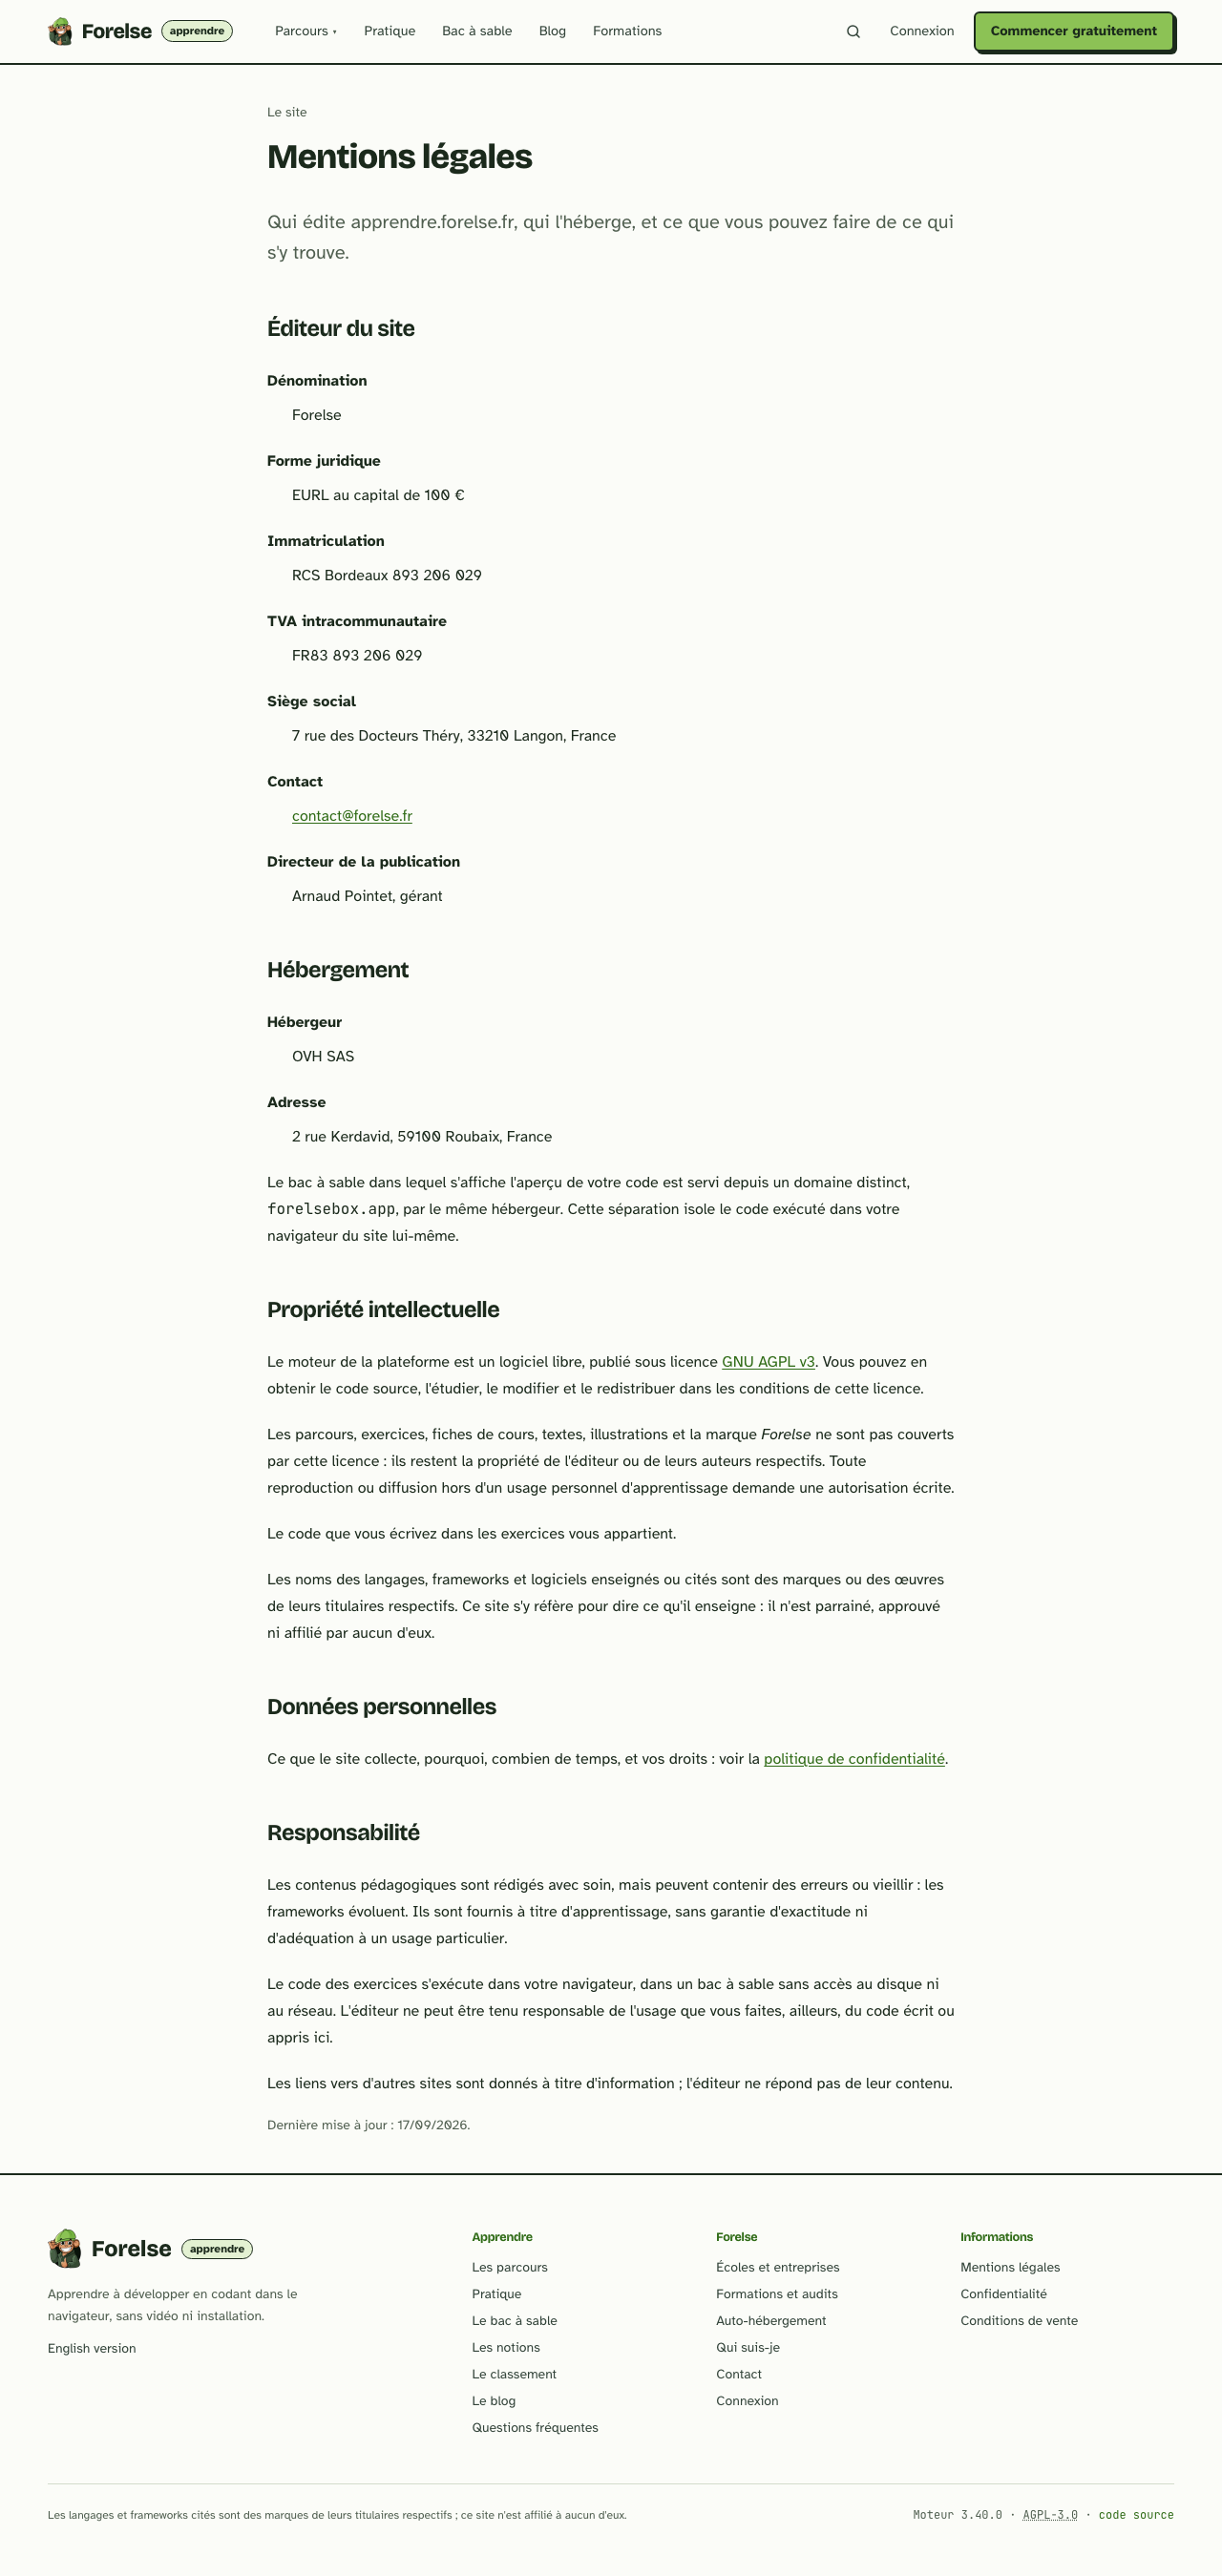 Forelse apprendre Parcours ▾ Pratique Bac à sable Blog Formations Connexion Commencer gratuitement
Le site
Mentions légales
Qui édite apprendre.forelse.fr, qui l'héberge, et ce que vous pouvez faire de ce qui
s'y trouve.
Éditeur du site
Dénomination
Forelse
Forme juridique
EURL au capital de 100 €
Immatriculation
RCS Bordeaux 893 206 029
TVA intracommunautaire
FR83 893 206 029
Siège social
7 rue des Docteurs Théry, 33210 Langon, France
Contact
contact@forelse.fr
Directeur de la publication
Arnaud Pointet, gérant
Hébergement
Hébergeur
OVH SAS
Adresse
2 rue Kerdavid, 59100 Roubaix, France
Le bac à sable dans lequel s'affiche l'aperçu de votre code est servi depuis un domaine distinct,
forelsebox.app, par le même hébergeur. Cette séparation isole le code exécuté dans votre
navigateur du site lui-même.
Propriété intellectuelle
Le moteur de la plateforme est un logiciel libre, publié sous licence GNU AGPL v3. Vous pouvez en
obtenir le code source, l'étudier, le modifier et le redistribuer dans les conditions de cette licence.
Les parcours, exercices, fiches de cours, textes, illustrations et la marque Forelse ne sont pas couverts
par cette licence : ils restent la propriété de l'éditeur ou de leurs auteurs respectifs. Toute
reproduction ou diffusion hors d'un usage personnel d'apprentissage demande une autorisation écrite.
Le code que vous écrivez dans les exercices vous appartient.
Les noms des langages, frameworks et logiciels enseignés ou cités sont des marques ou des œuvres
de leurs titulaires respectifs. Ce site s'y réfère pour dire ce qu'il enseigne : il n'est parrainé, approuvé
ni affilié par aucun d'eux.
Données personnelles
Ce que le site collecte, pourquoi, combien de temps, et vos droits : voir la politique de confidentialité.
Responsabilité
Les contenus pédagogiques sont rédigés avec soin, mais peuvent contenir des erreurs ou vieillir : les
frameworks évoluent. Ils sont fournis à titre d'apprentissage, sans garantie d'exactitude ni
d'adéquation à un usage particulier.
Le code des exercices s'exécute dans votre navigateur, dans un bac à sable sans accès au disque ni
au réseau. L'éditeur ne peut être tenu responsable de l'usage que vous faites, ailleurs, du code écrit ou
appris ici.
Les liens vers d'autres sites sont donnés à titre d'information ; l'éditeur ne répond pas de leur contenu.
Dernière mise à jour : 17/09/2026.
Forelse apprendre
Apprendre à développer en codant dans le
navigateur, sans vidéo ni installation.
English version
Apprendre
Les parcours
Pratique
Le bac à sable
Les notions
Le classement
Le blog
Questions fréquentes
Forelse
Écoles et entreprises
Formations et audits
Auto-hébergement
Qui suis-je
Contact
Connexion
Informations
Mentions légales
Confidentialité
Conditions de vente
Les langages et frameworks cités sont des marques de leurs titulaires respectifs ; ce site n'est affilié à aucun d'eux.
Moteur 3.40.0 · AGPL-3.0 · code source